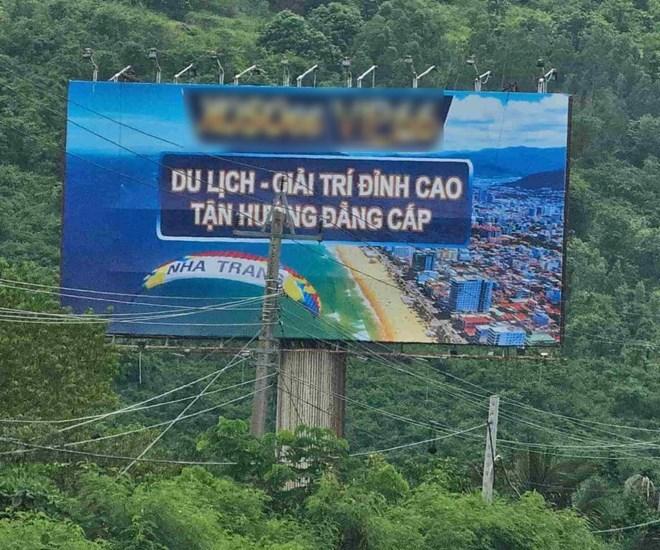 DU LỊCH - GIẢI TRÍ ĐỈNH CAO
TẬN HƯỞNG ĐẲNG CẤP
NHA TRANG